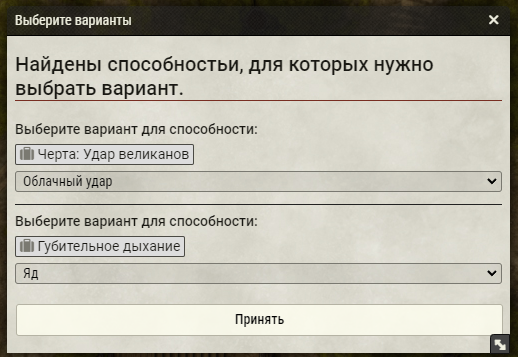 Выберите варианты
Найдены способностьи, для которых нужно
выбрать вариант.
Выберите вариант для способности:
Черта: Удар великанов
Облачный удар
Выберите вариант для способности:
Губительное дыхание
Яд
Принять